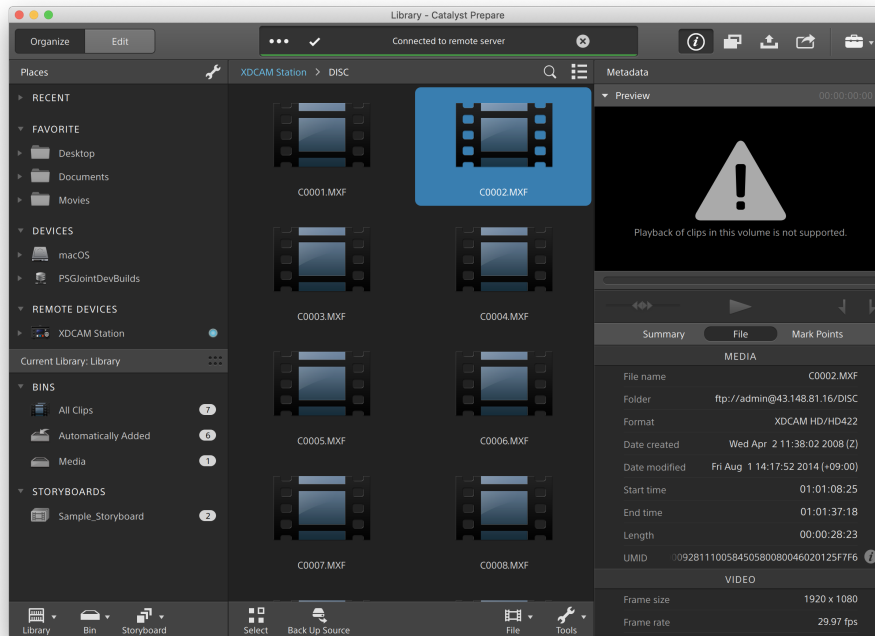 Library - Catalyst Prepare
Organize
Edit
Connected to remote server
Places
XDCAM Station > DISC
Metadata
RECENT
FAVORITE
Desktop
Documents
Movies
DEVICES
macOS
PSGJointDevBuilds
REMOTE DEVICES
XDCAM Station
Current Library: Library
BINS
All Clips 7
Automatically Added 6
Media 1
STORYBOARDS
Sample_Storyboard 2
Library
Bin
Storyboard
C0001.MXF
C0002.MXF
C0003.MXF
C0004.MXF
C0005.MXF
C0006.MXF
C0007.MXF
C0008.MXF
Select
Back Up Source
File
Tools
Preview 00:00:00:00
Playback of clips in this volume is not supported.
Summary
File
Mark Points
MEDIA
File name C0002.MXF
Folder ftp://admin@43.148.81.16/DISC
Format XDCAM HD/HD422
Date created Wed Apr 2 11:38:02 2008 (Z)
Date modified Fri Aug 1 14:17:52 2014 (+09:00)
Start time 01:01:08:25
End time 01:01:37:18
Length 00:00:28:23
UMID
VIDEO
Frame size 1920 x 1080
Frame rate 29.97 fps